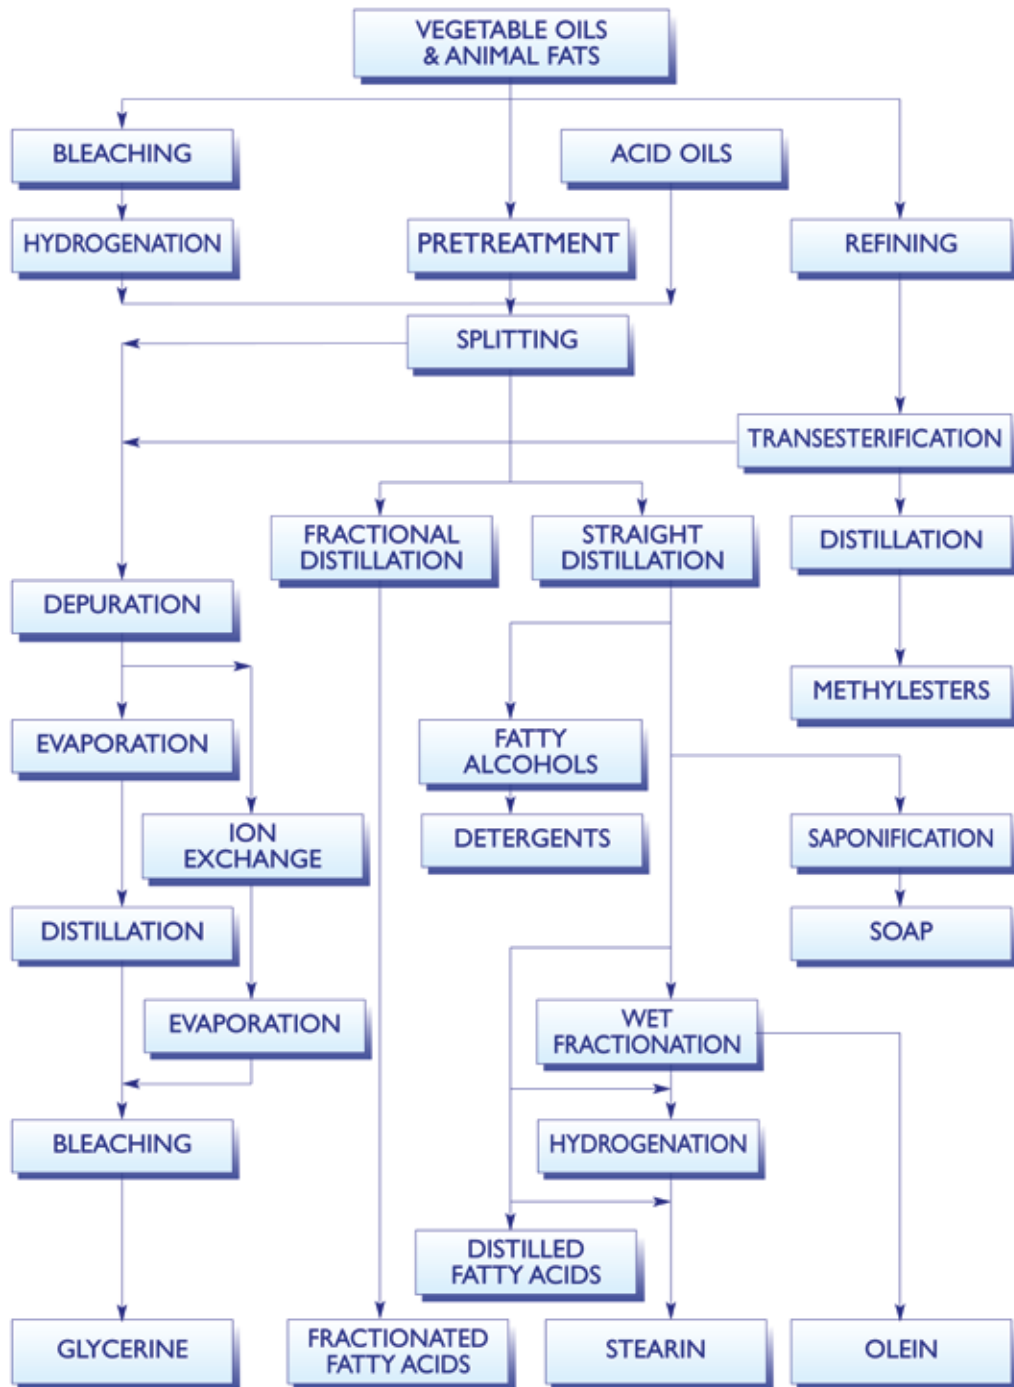 VEGETABLE OILS
& ANIMAL FATS
BLEACHING
ACID OILS
HYDROGENATION
PRETREATMENT
REFINING
SPLITTING
TRANSESTERIFICATION
FRACTIONAL
DISTILLATION
STRAIGHT
DISTILLATION
DISTILLATION
DEPURATION
METHYLESTERS
EVAPORATION
FATTY
ALCOHOLS
ION
EXCHANGE
DETERGENTS
SAPONIFICATION
DISTILLATION
SOAP
EVAPORATION
WET
FRACTIONATION
BLEACHING
HYDROGENATION
DISTILLED
FATTY ACIDS
GLYCERINE
FRACTIONATED
FATTY ACIDS
STEARIN
OLEIN